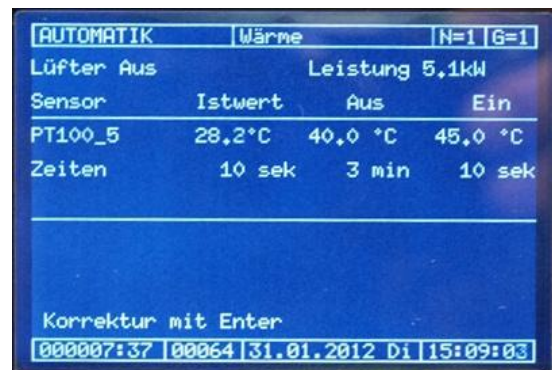 AUTOMATIK Wärme N=1 G=1
Lüfter Aus Leistung 5.1kW
Sensor Istwert Aus Ein
PT100_5 28.2°C 40.0 °C 45.0 °C
Zeiten 10 sek 3 min 10 sek
Korrektur mit Enter
000007:37 00064 31.01.2012 Di 15:09:03